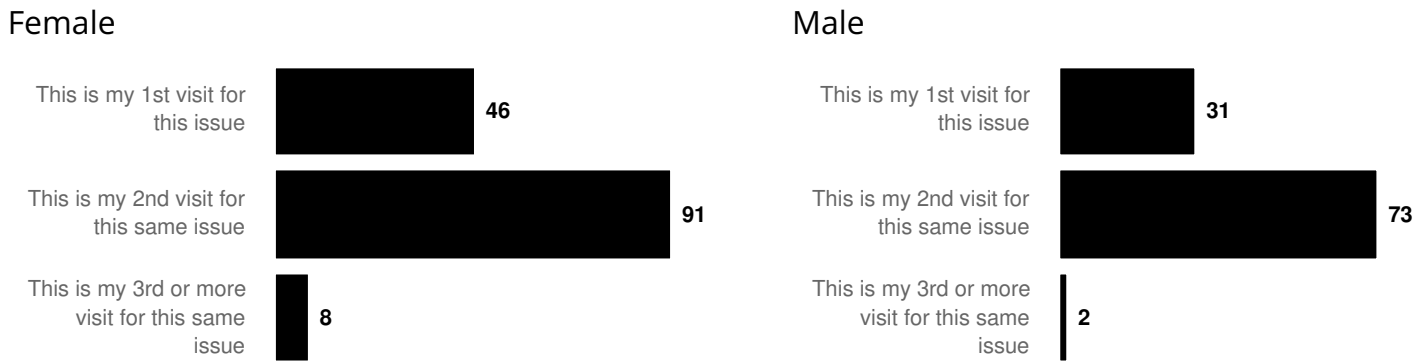 Female
This is my 1st visit for
this issue
46
This is my 2nd visit for
this same issue
91
This is my 3rd or more
visit for this same
issue
8
Male
This is my 1st visit for
this issue
31
This is my 2nd visit for
this same issue
73
This is my 3rd or more
visit for this same
issue
2